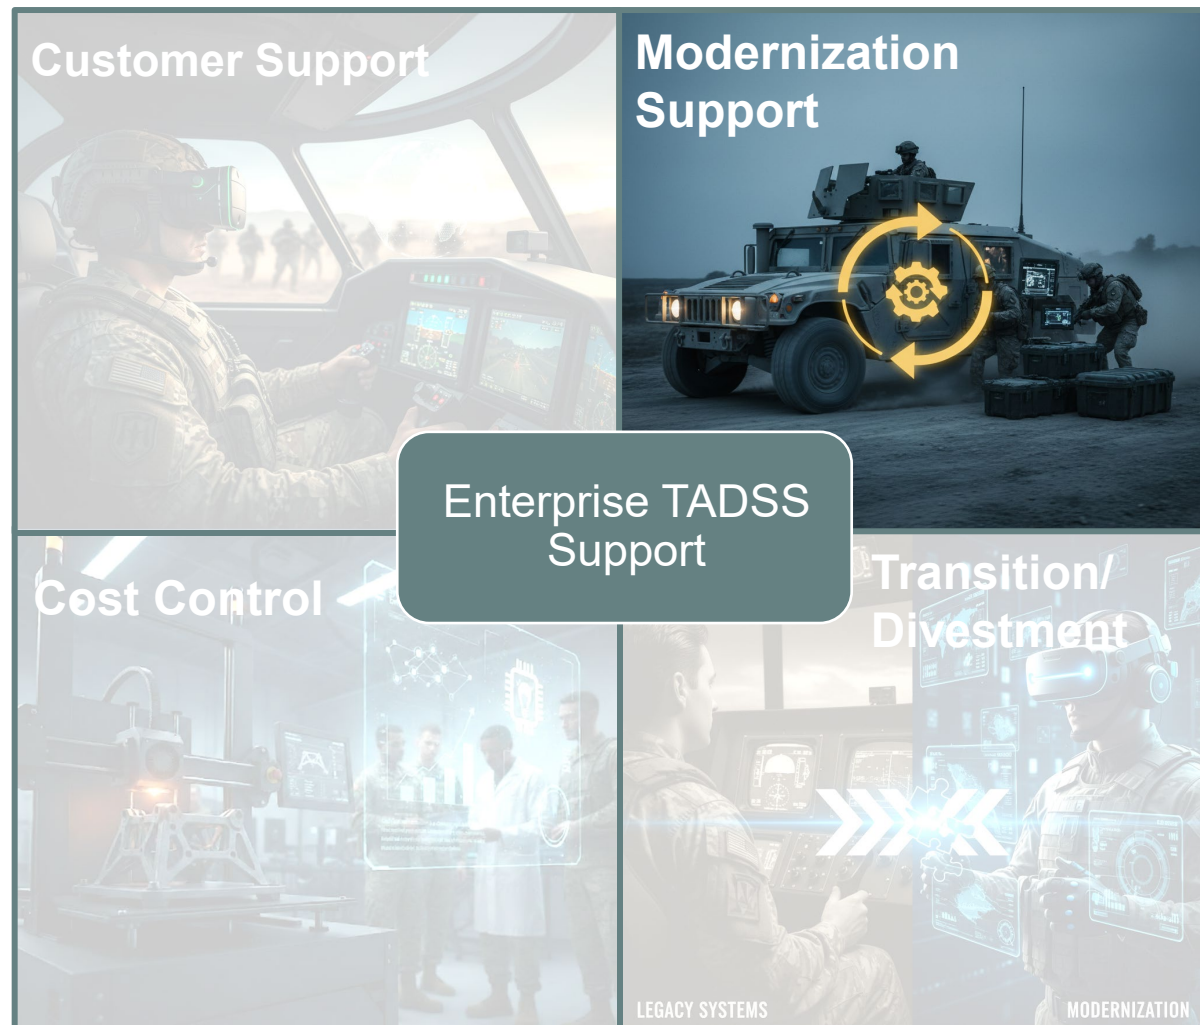 Customer Support
Modernization
Support
Enterprise TADSS
Support
Cost Control
Transition/
Divestment
LEGACY SYSTEMS
MODERNIZATION